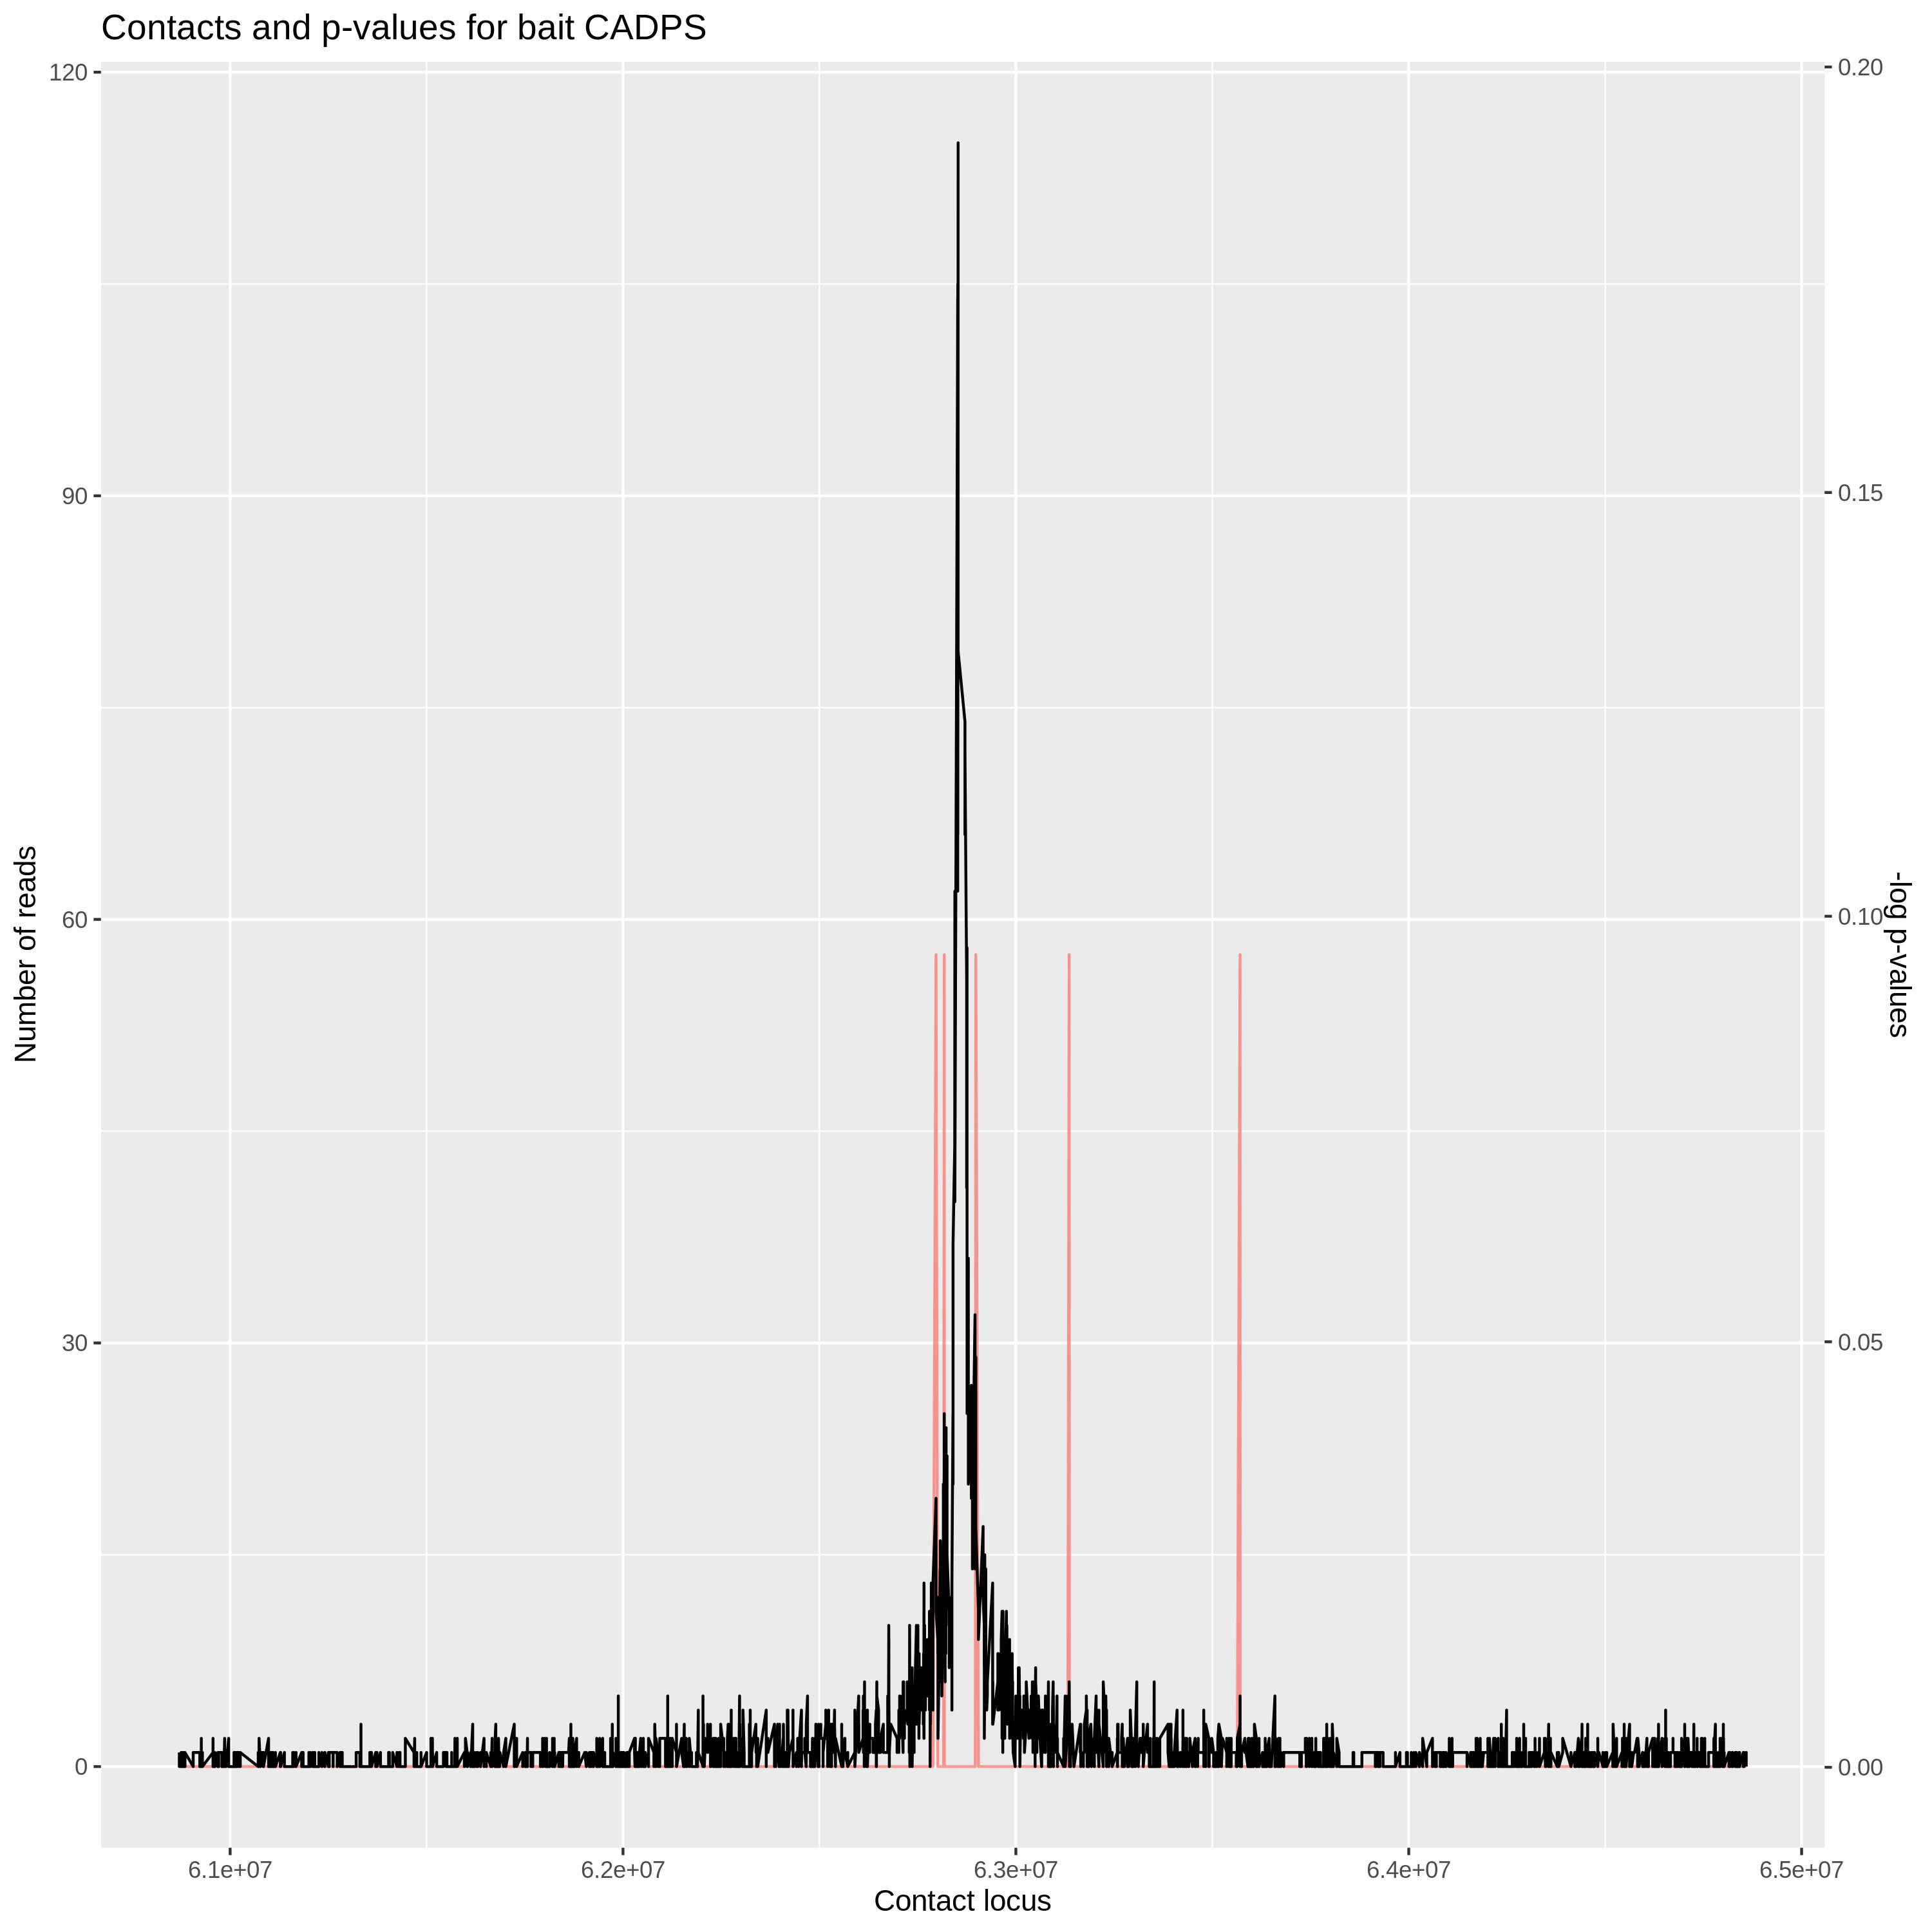 Contacts and p-values for bait CADPS
120
90
60
30
0
Number of reads
0.20
0.15
0.10
0.05
0.00
-log p-values
6.1e+07
6.2e+07
6.3e+07
6.4e+07
6.5e+07
Contact locus